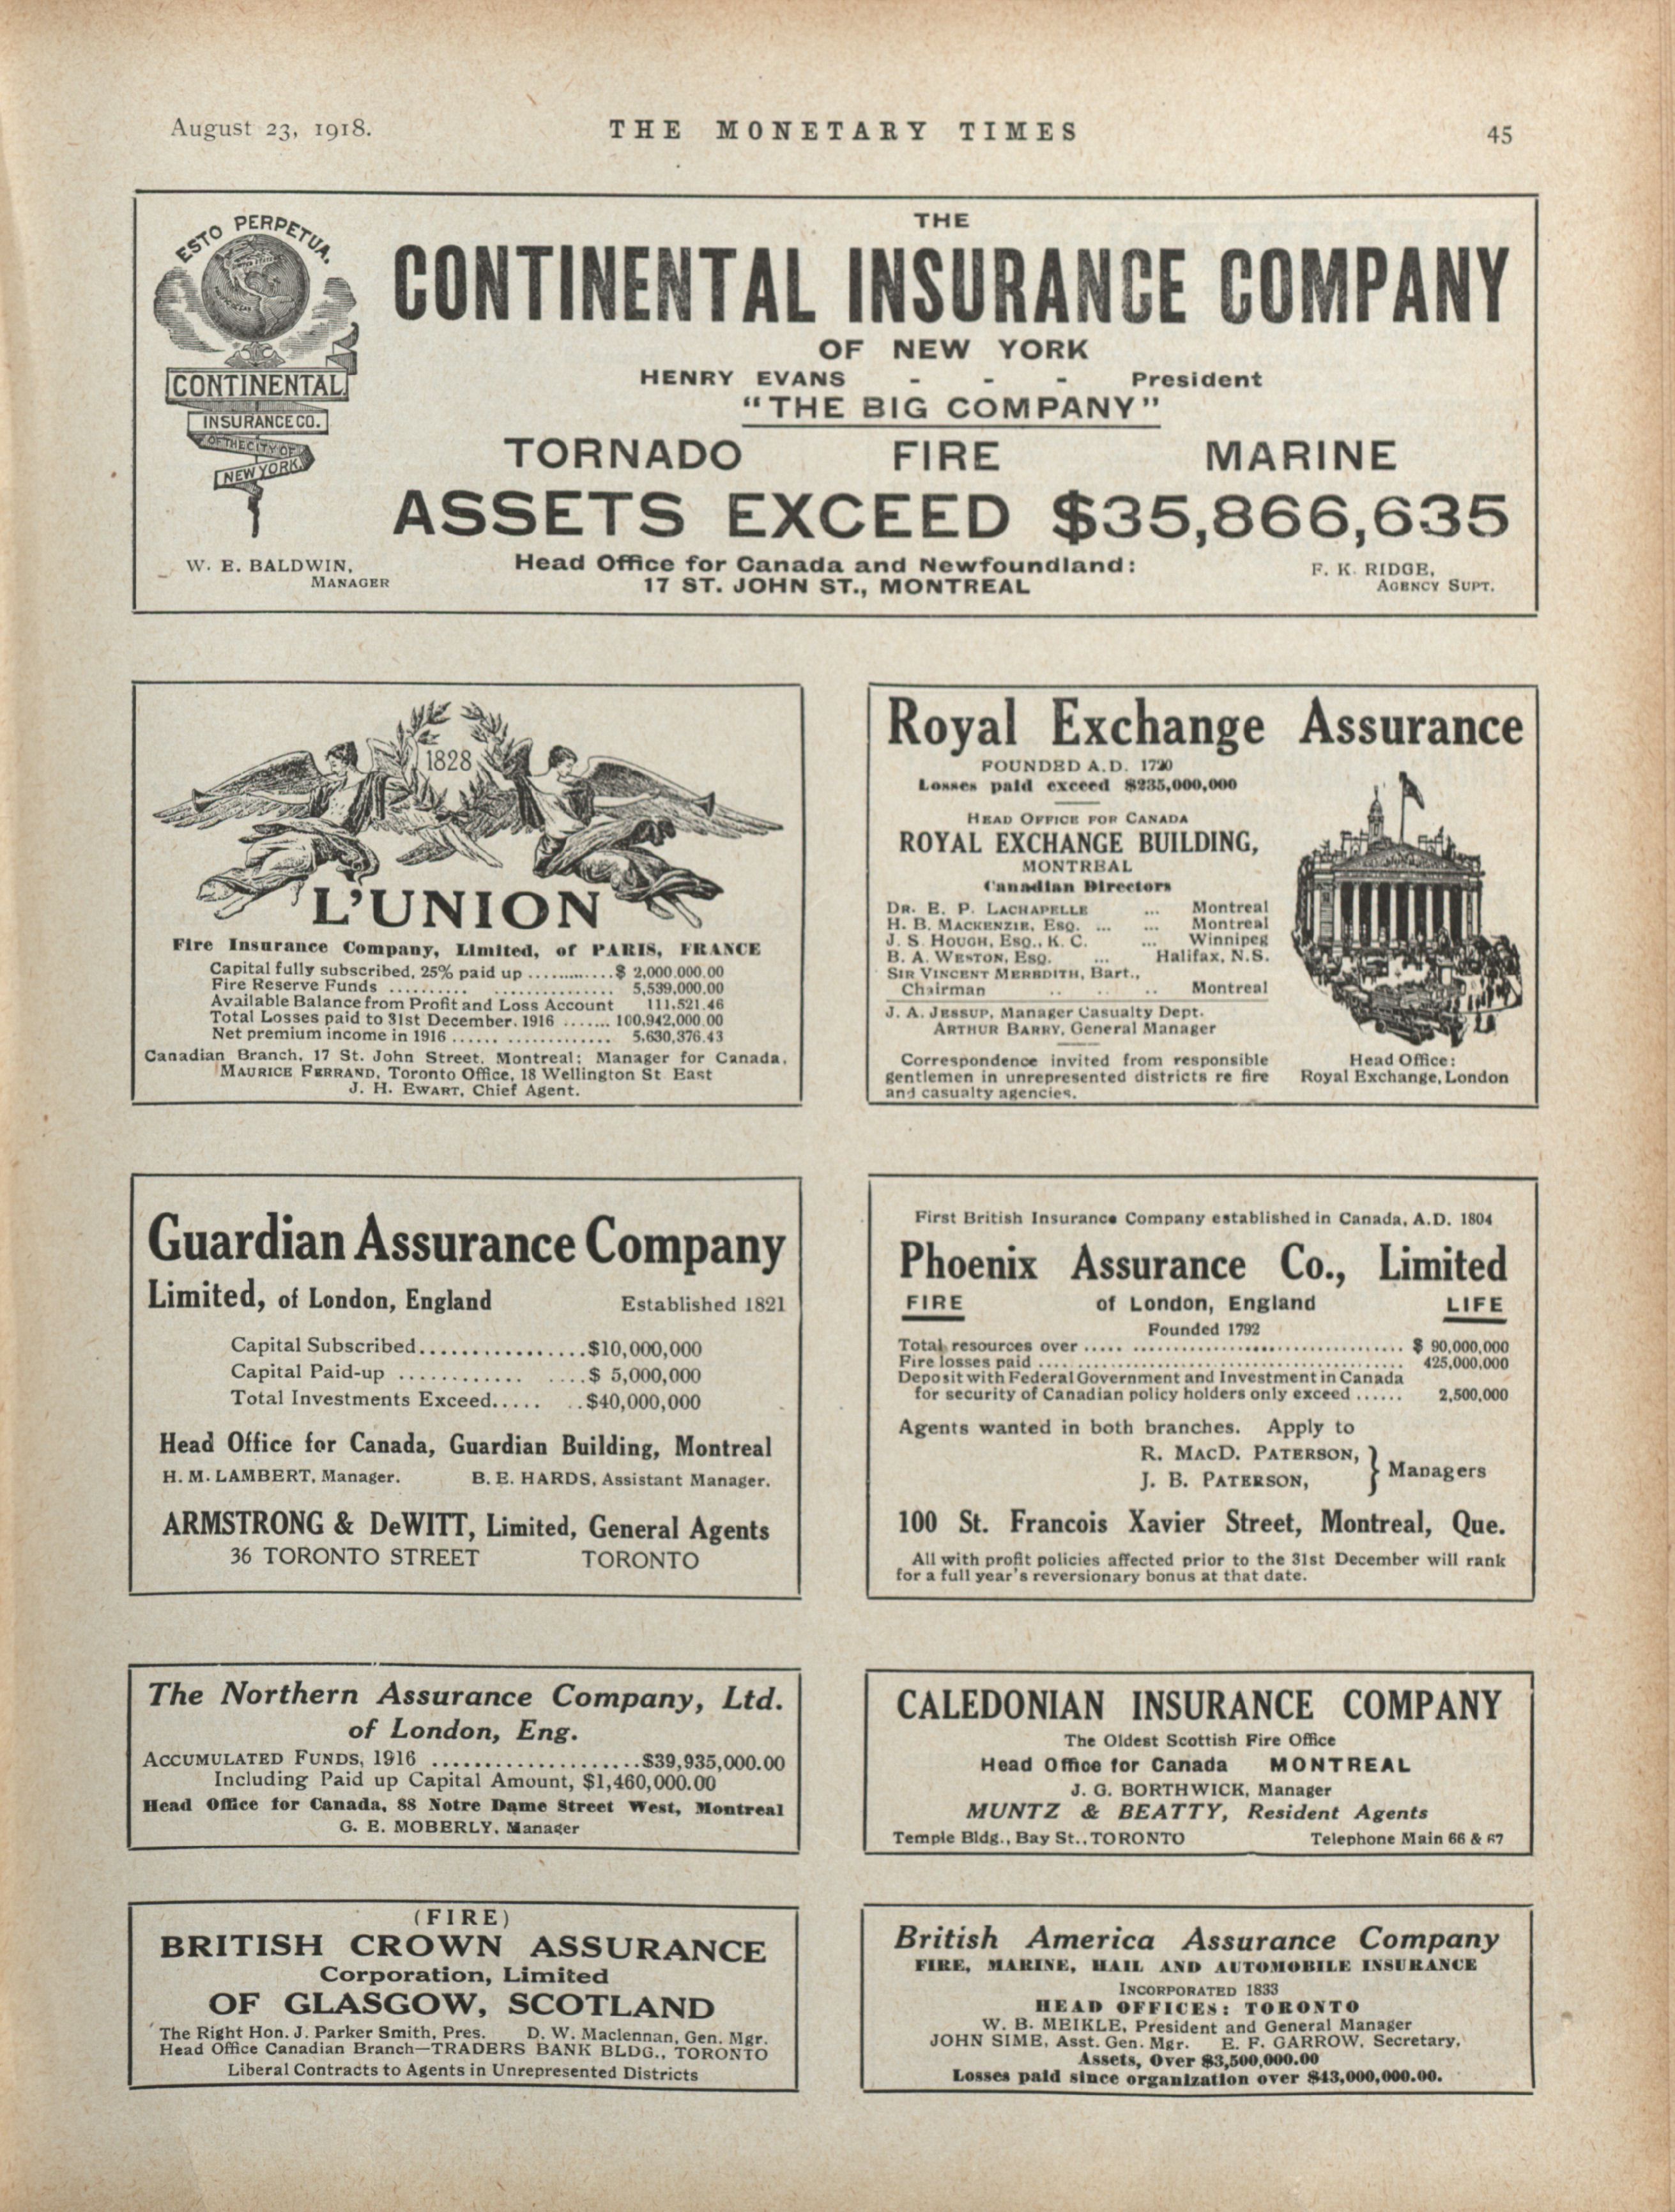 August 23, 1918.
THE MONETARY TIMES
45
ESTO PERPETUA.
CONTINENTAL
INSURANCE CO.
OF THE CITY OF
NEW YORK
THE
CONTINENTAL INSURANCE COMPANY
OF NEW YORK
HENRY EVANS - - - President
"THE BIG COMPANY"
TORNADO FIRE MARINE
ASSETS EXCEED $35,866,635
W. E. BALDWIN,
MANAGER
Head Office for Canada and Newfoundland:
17 ST. JOHN ST., MONTREAL
F. K. RIDGE,
AGENCY SUPT.
1828
L'UNION
Fire Insurance Company, Limited, of PARIS, FRANCE
Capital fully subscribed, 25% paid up ............$ 2,000.000.00
Fire Reserve Funds .......... ............... 5,539,000.00
Available Balance from Profit and Loss Account 111,521.46
Total Losses paid to 31st December, 1916 ....... 100,942,000.00
Net premium income in 1916 ...... ............. 5,630,376.43
Canadian Branch, 17 St. John Street, Montreal; Manager for Canada,
MAURICE FERRAND, Toronto Office, 18 Wellington St. East
J. H. EWART, Chief Agent.
Royal Exchange Assurance
FOUNDED A.D. 1720
Losses paid exceed $235,000,000
HEAD OFFICE FOR CANADA
ROYAL EXCHANGE BUILDING,
MONTREAL
Canadian Directors
DR. E. P. LACHAPELLE ... Montreal
H. B. MACKENZIE, ESQ. ... ... Montreal
J. S. HOUGH, ESQ., K. C. ... Winnipeg
B. A. WESTON, ESQ. ... Halifax, N.S.
SIR VINCENT MEREDITH, Bart.,
Chairman .. .. .. Montreal
J. A. JESSUP, Manager Casualty Dept.
ARTHUR BARRY, General Manager
Correspondence invited from responsible
gentlemen in unrepresented districts re fire
and casualty agencies.
Head Office:
Royal Exchange, London
Guardian Assurance Company
Limited, of London, England Established 1821
Capital Subscribed.................$10,000,000
Capital Paid-up ............ ....$ 5,000,000
Total Investments Exceed..... ..$40,000,000
Head Office for Canada, Guardian Building, Montreal
H. M. LAMBERT, Manager. B. E. HARDS, Assistant Manager.
ARMSTRONG & DeWITT, Limited, General Agents
36 TORONTO STREET TORONTO
First British Insurance Company established in Canada, A.D. 1804
Phoenix Assurance Co., Limited
FIRE of London, England LIFE
Founded 1792
Total resources over ..... .................................. $ 90,000,000
Fire losses paid .... ......................................... 425,000,000
Deposit with Federal Government and Investment in Canada
for security of Canadian policy holders only exceed ...... 2,500,000
Agents wanted in both branches. Apply to
R. MACD. PATERSON,
J. B. PATERSON, } Managers
100 St. Francois Xavier Street, Montreal, Que.
All with profit policies affected prior to the 31st December will rank
for a full year's reversionary bonus at that date.
The Northern Assurance Company, Ltd.
of London, Eng.
ACCUMULATED FUNDS, 1916 ....................$39,935,000.00
Including Paid up Capital Amount, $1,460,000.00
Head Office for Canada, 88 Notre Dame Street West, Montreal
G. E. MOBERLY, Manager
CALEDONIAN INSURANCE COMPANY
The Oldest Scottish Fire Office
Head Office for Canada MONTREAL
J. G. BORTHWICK, Manager
MUNTZ & BEATTY, Resident Agents
Temple Bldg., Bay St., TORONTO Telephone Main 66 & 67
(FIRE)
BRITISH CROWN ASSURANCE
Corporation, Limited
OF GLASGOW, SCOTLAND
The Right Hon. J. Parker Smith, Pres. D. W. Maclennan, Gen. Mgr.
Head Office Canadian Branch—TRADERS BANK BLDG., TORONTO
Liberal Contracts to Agents in Unrepresented Districts
British America Assurance Company
FIRE, MARINE, HAIL AND AUTOMOBILE INSURANCE
INCORPORATED 1833
HEAD OFFICES: TORONTO
W. B. MEIKLE, President and General Manager
JOHN SIME, Asst. Gen. Mgr. E. F. GARROW, Secretary,
Assets, Over $3,500,000.00
Losses paid since organization over $43,000,000.00.